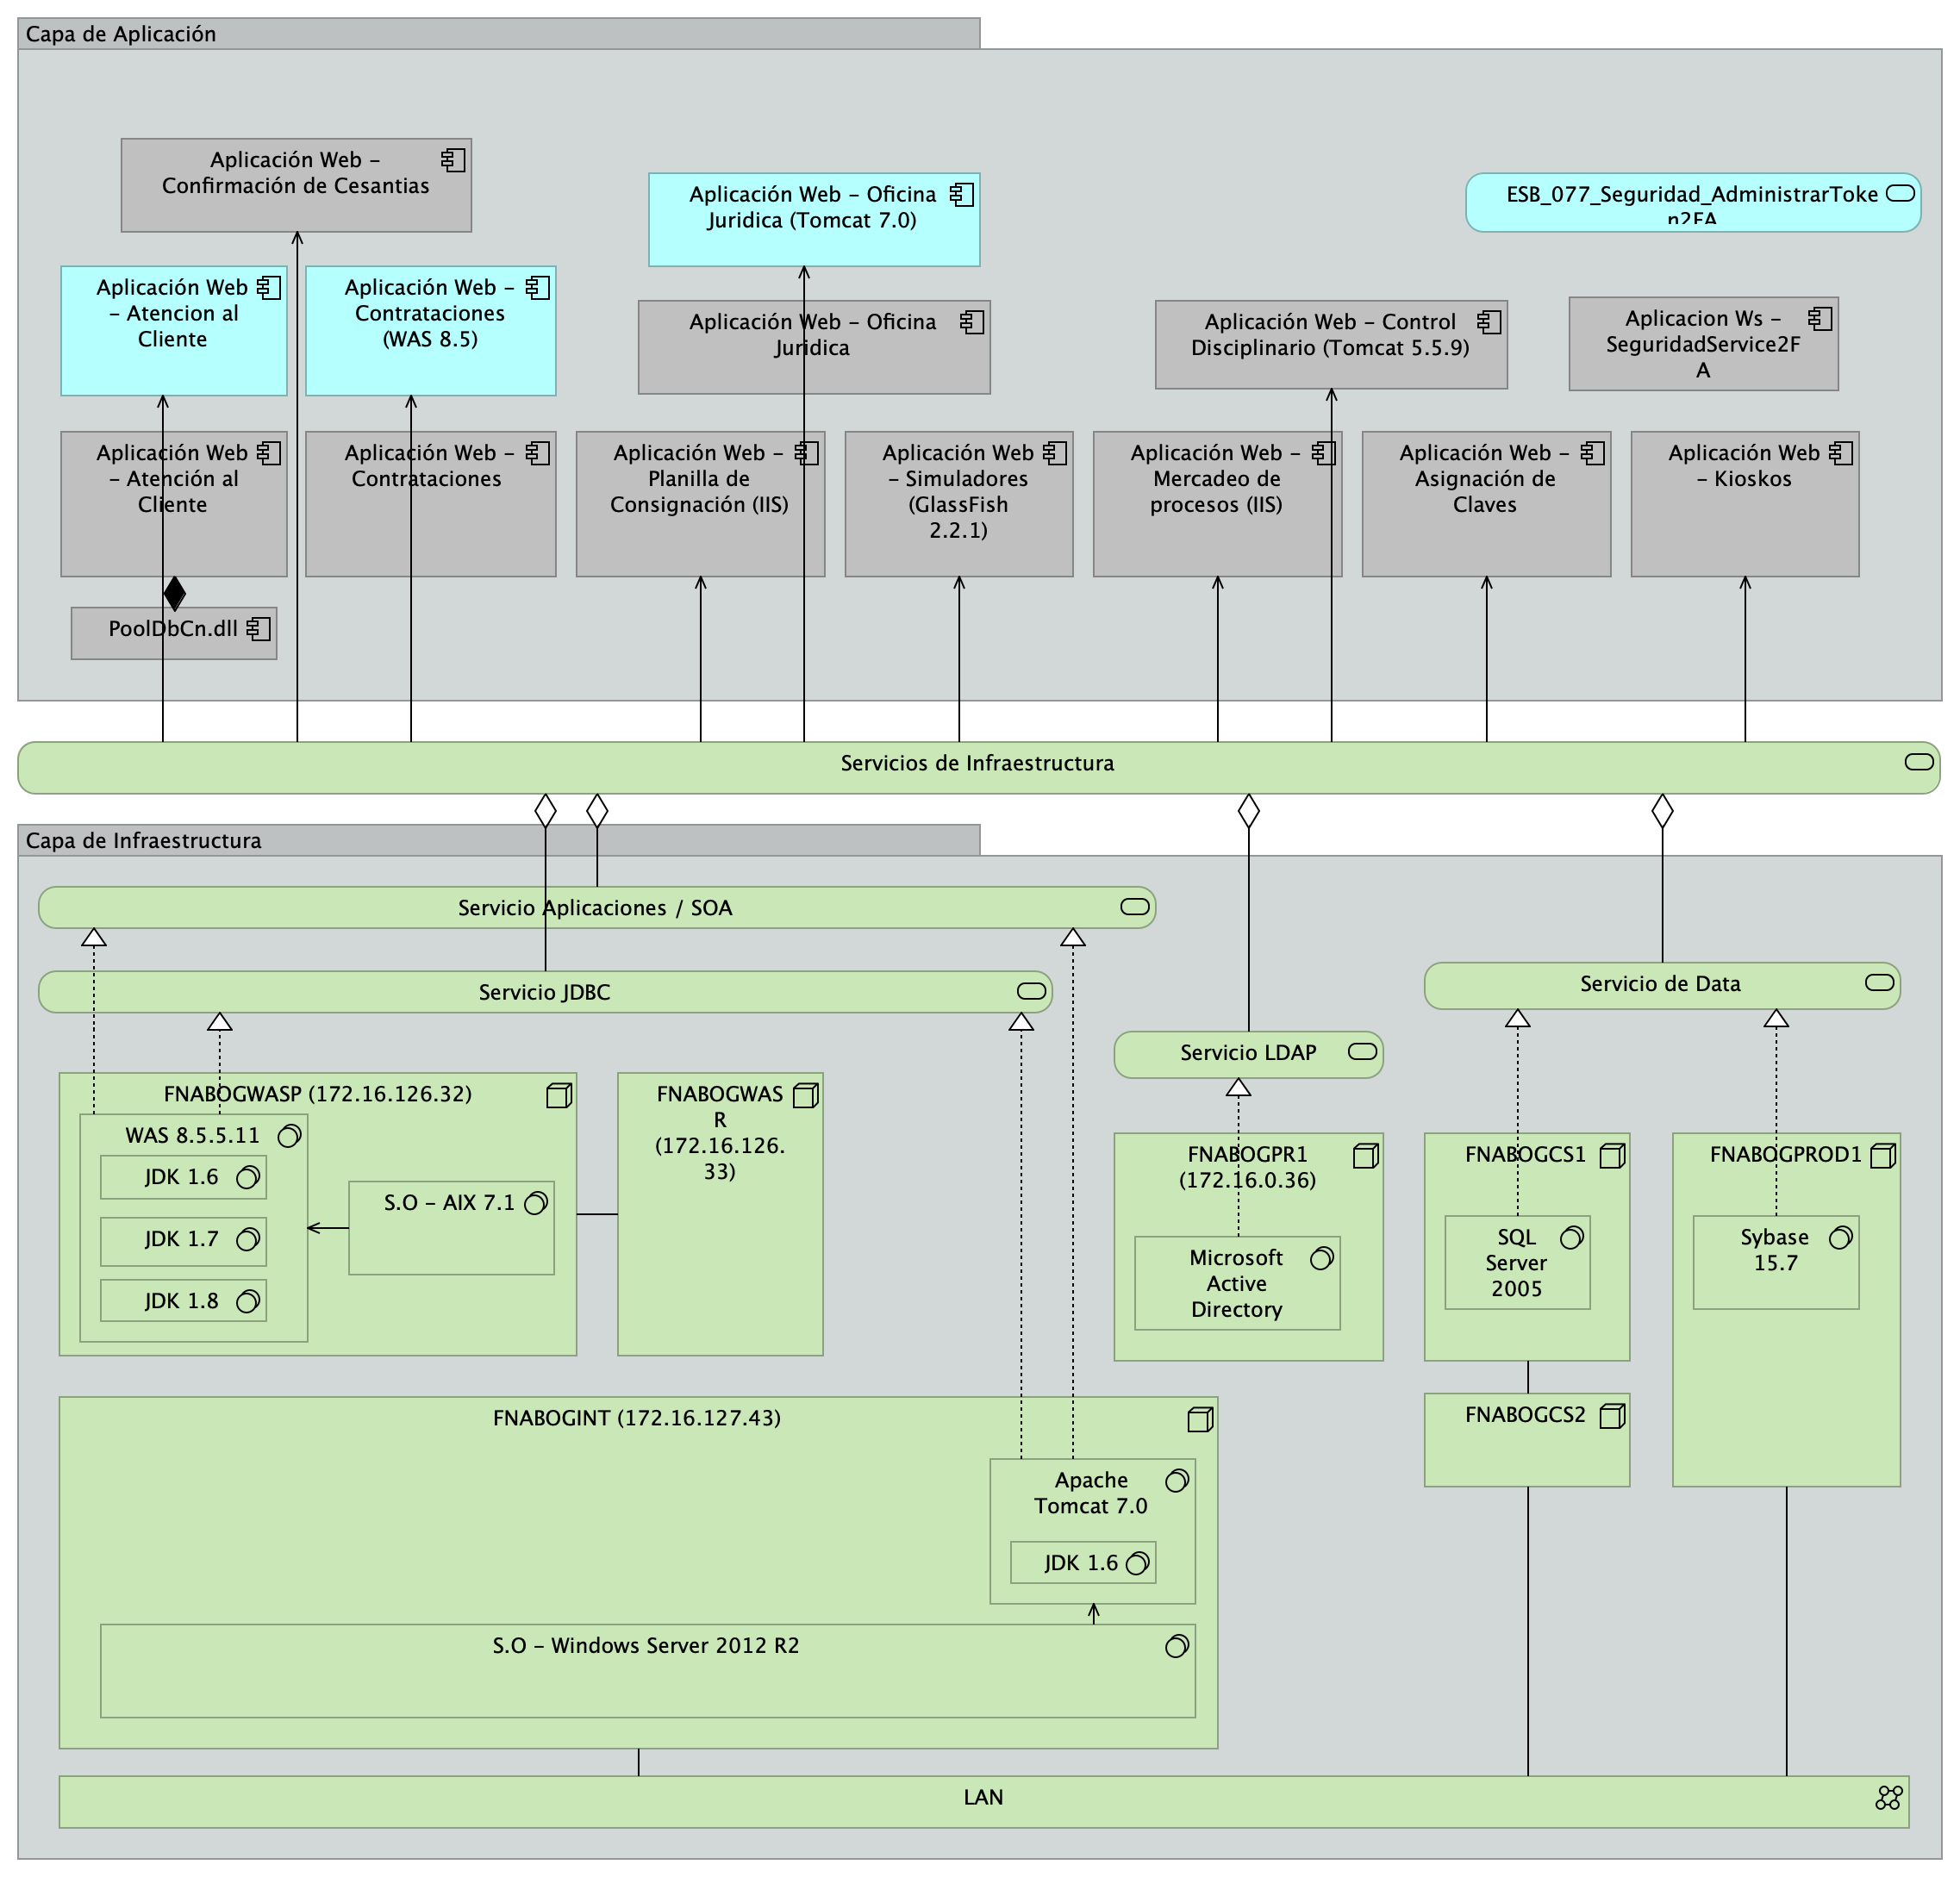 Capa de Aplicación
Aplicación Web –
Confirmación de Cesantias
Aplicación Web – Oficina
Juridica (Tomcat 7.0)
ESB_077_Seguridad_AdministrarToke
n2FA
Aplicación Web
– Atencion al
Cliente
Aplicación Web –
Contrataciones
(WAS 8.5)
Aplicación Web – Oficina
Juridica
Aplicación Web – Control
Disciplinario (Tomcat 5.5.9)
Aplicacion Ws –
SeguridadService2F
A
Aplicación Web
– Atención al
Cliente
Aplicación Web –
Contrataciones
Aplicación Web –
Planilla de
Consignación (IIS)
Aplicación Web
– Simuladores
(GlassFish
2.2.1)
Aplicación Web –
Mercadeo de
procesos (IIS)
Aplicación Web –
Asignación de
Claves
Aplicación Web
– Kioskos
PoolDbCn.dll
Servicios de Infraestructura
Capa de Infraestructura
Servicio Aplicaciones / SOA
Servicio JDBC
Servicio de Data
Servicio LDAP
FNABOGWASP (172.16.126.32)
WAS 8.5.5.11
JDK 1.6
JDK 1.7
JDK 1.8
S.O – AIX 7.1
FNABOGWAS
R
(172.16.126.
33)
FNABOGPR1
(172.16.0.36)
Microsoft
Active
Directory
FNABOGCS1
SQL
Server
2005
FNABOGPROD1
Sybase
15.7
FNABOGCS2
FNABOGINT (172.16.127.43)
Apache
Tomcat 7.0
JDK 1.6
S.O – Windows Server 2012 R2
LAN